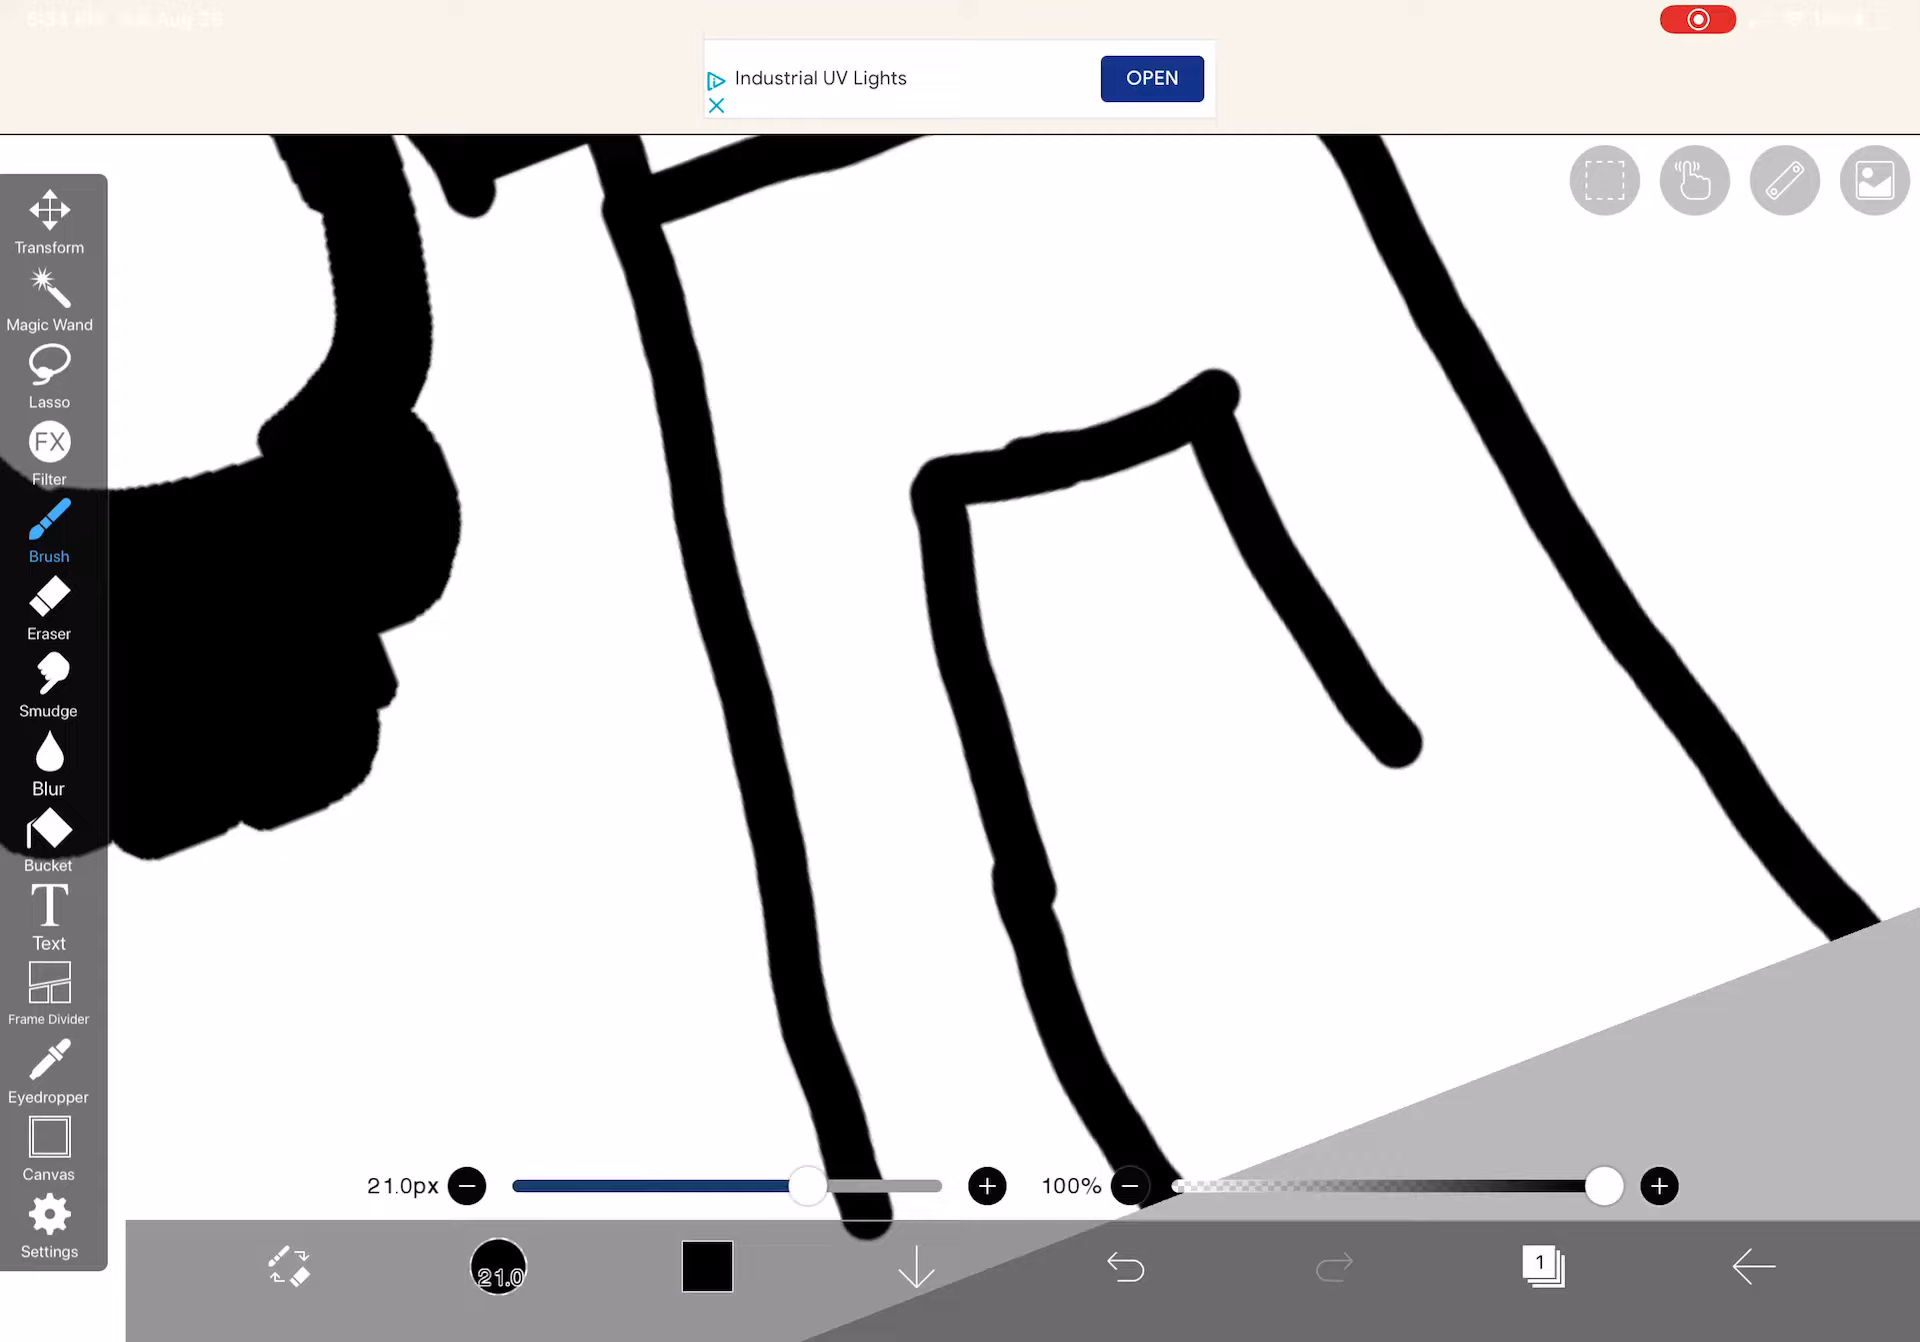 Industrial UV Lights
OPEN
Transform
Magic Wand
Lasso
FX
Filter
Brush
Eraser
Smudge
Blur
Bucket
T
Text
Frame Divider
Eyedropper
Canvas
Settings
21.0px
100%
21.0
1